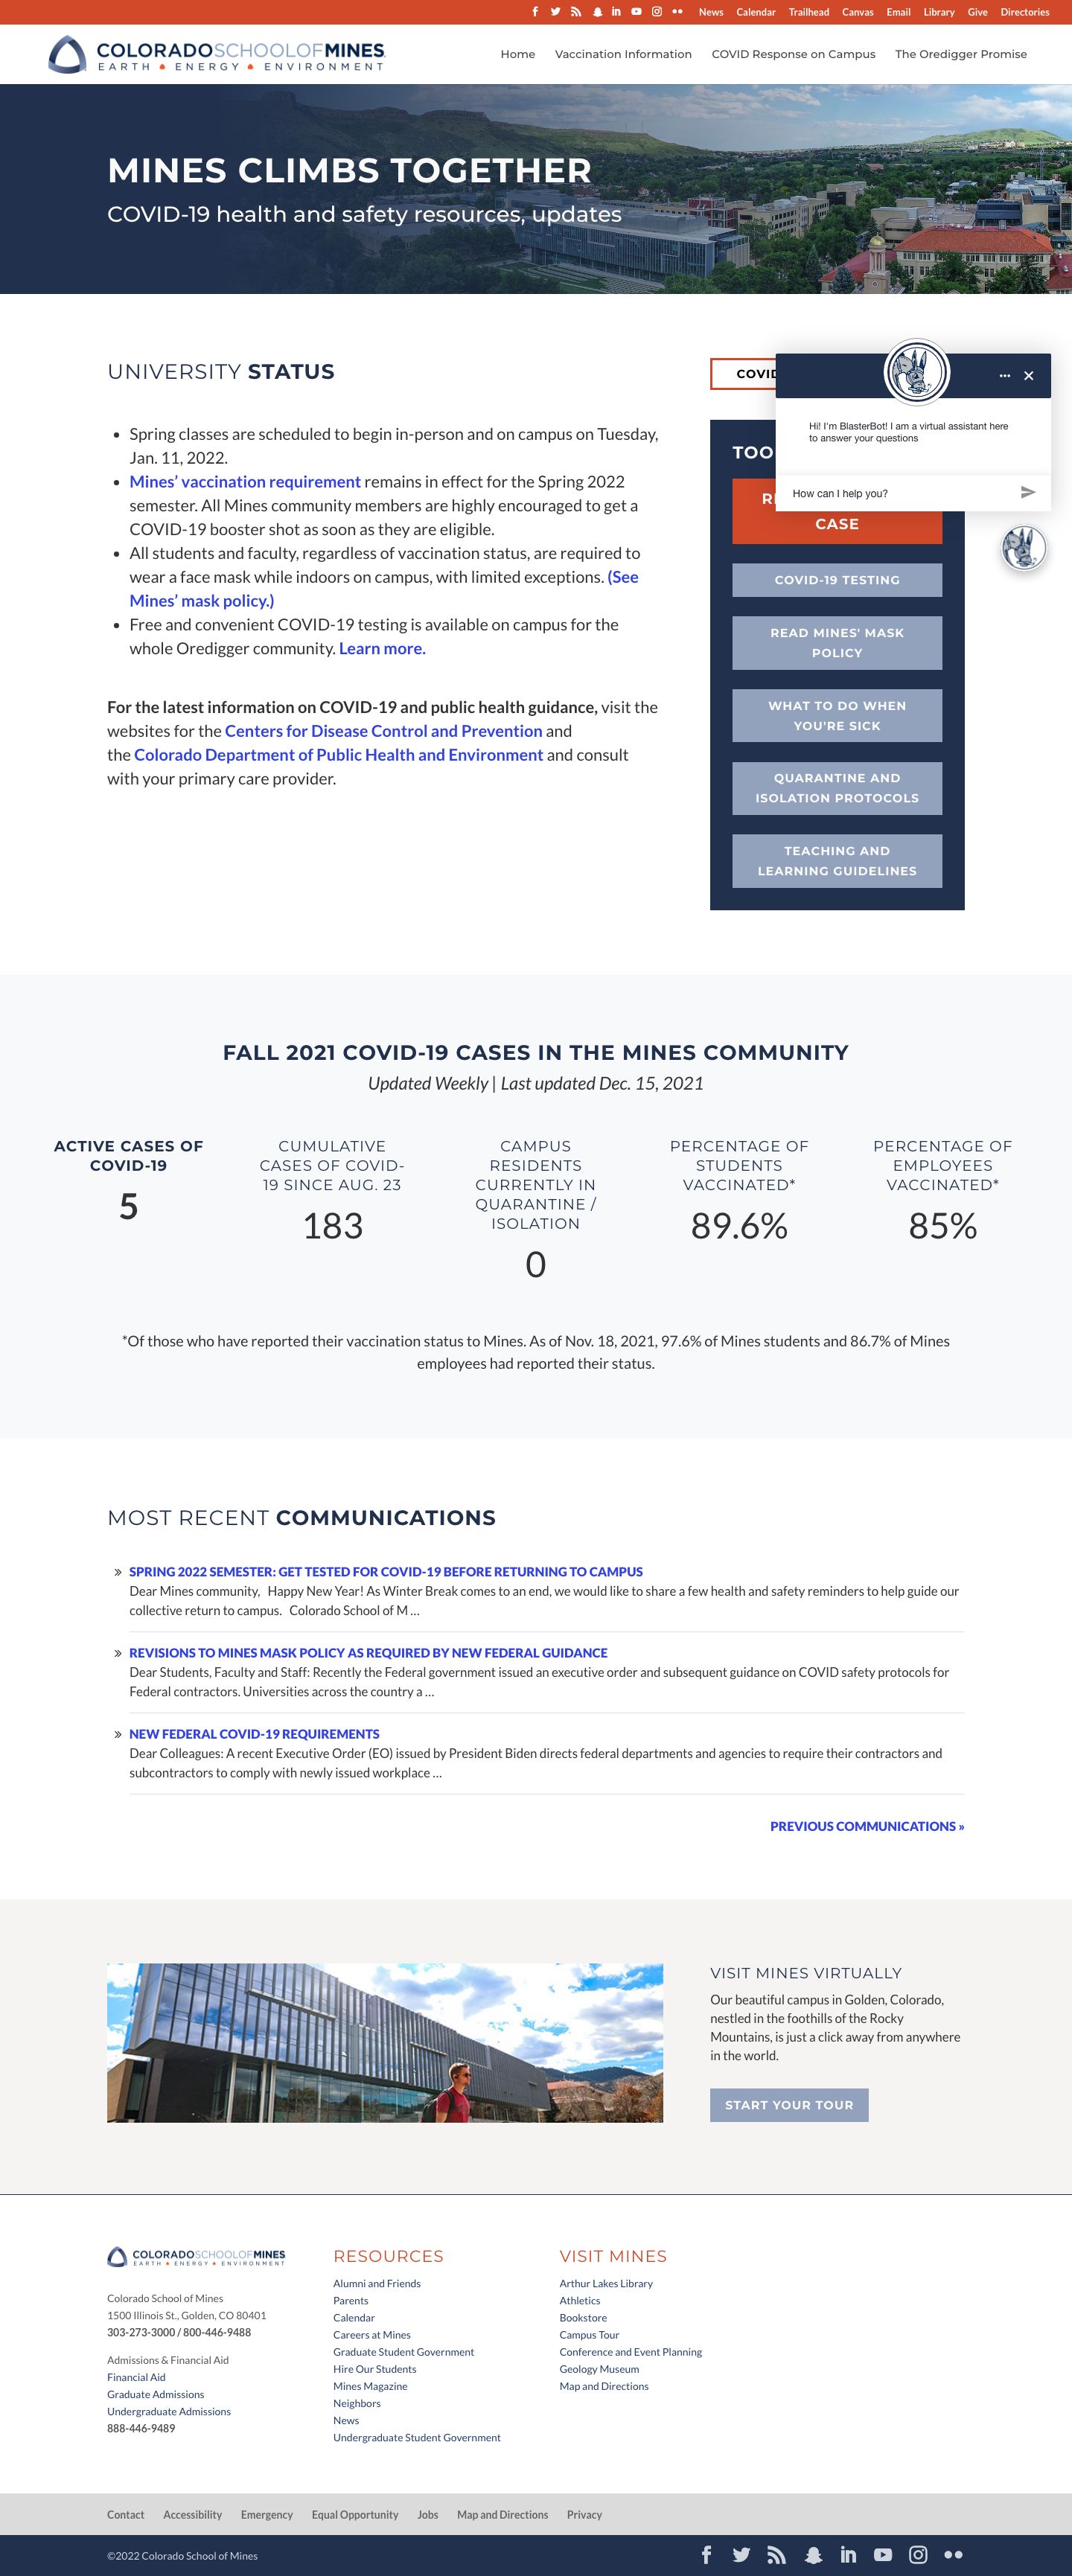 News Calendar Trailhead Canvas Email Library Give Directories
COLORADOSCHOOLOFMINES
EARTH ENERGY ENVIRONMENT
Home Vaccination Information COVID Response on Campus The Oredigger Promise
MINES CLIMBS TOGETHER
COVID-19 health and safety resources, updates
UNIVERSITY STATUS
Spring classes are scheduled to begin in-person and on campus on Tuesday,
Jan. 11, 2022.
Mines’ vaccination requirement remains in effect for the Spring 2022
semester. All Mines community members are highly encouraged to get a
COVID-19 booster shot as soon as they are eligible.
All students and faculty, regardless of vaccination status, are required to
wear a face mask while indoors on campus, with limited exceptions. (See
Mines’ mask policy.)
Free and convenient COVID-19 testing is available on campus for the
whole Oredigger community. Learn more.
For the latest information on COVID-19 and public health guidance, visit the
websites for the Centers for Disease Control and Prevention and
the Colorado Department of Public Health and Environment and consult
with your primary care provider.
Hi! I'm BlasterBot! I am a virtual assistant here
to answer your questions
How can I help you?
CASE
COVID-19 TESTING
READ MINES' MASK
POLICY
WHAT TO DO WHEN
YOU'RE SICK
QUARANTINE AND
ISOLATION PROTOCOLS
TEACHING AND
LEARNING GUIDELINES
FALL 2021 COVID-19 CASES IN THE MINES COMMUNITY
Updated Weekly | Last updated Dec. 15, 2021
ACTIVE CASES OF
COVID-19
5
CUMULATIVE
CASES OF COVID-
19 SINCE AUG. 23
183
CAMPUS
RESIDENTS
CURRENTLY IN
QUARANTINE /
ISOLATION
0
PERCENTAGE OF
STUDENTS
VACCINATED*
89.6%
PERCENTAGE OF
EMPLOYEES
VACCINATED*
85%
*Of those who have reported their vaccination status to Mines. As of Nov. 18, 2021, 97.6% of Mines students and 86.7% of Mines
employees had reported their status.
MOST RECENT COMMUNICATIONS
SPRING 2022 SEMESTER: GET TESTED FOR COVID-19 BEFORE RETURNING TO CAMPUS
Dear Mines community, Happy New Year! As Winter Break comes to an end, we would like to share a few health and safety reminders to help guide our
collective return to campus. Colorado School of M ...
REVISIONS TO MINES MASK POLICY AS REQUIRED BY NEW FEDERAL GUIDANCE
Dear Students, Faculty and Staff: Recently the Federal government issued an executive order and subsequent guidance on COVID safety protocols for
Federal contractors. Universities across the country a ...
NEW FEDERAL COVID-19 REQUIREMENTS
Dear Colleagues: A recent Executive Order (EO) issued by President Biden directs federal departments and agencies to require their contractors and
subcontractors to comply with newly issued workplace ...
PREVIOUS COMMUNICATIONS »
VISIT MINES VIRTUALLY
Our beautiful campus in Golden, Colorado,
nestled in the foothills of the Rocky
Mountains, is just a click away from anywhere
in the world.
START YOUR TOUR
COLORADOSCHOOLOFMINES
EARTH ENERGY ENVIRONMENT
Colorado School of Mines
1500 Illinois St., Golden, CO 80401
303-273-3000 / 800-446-9488
Admissions & Financial Aid
Financial Aid
Graduate Admissions
Undergraduate Admissions
888-446-9489
RESOURCES
Alumni and Friends
Parents
Calendar
Careers at Mines
Graduate Student Government
Hire Our Students
Mines Magazine
Neighbors
News
Undergraduate Student Government
VISIT MINES
Arthur Lakes Library
Athletics
Bookstore
Campus Tour
Conference and Event Planning
Geology Museum
Map and Directions
Contact Accessibility Emergency Equal Opportunity Jobs Map and Directions Privacy
©2022 Colorado School of Mines